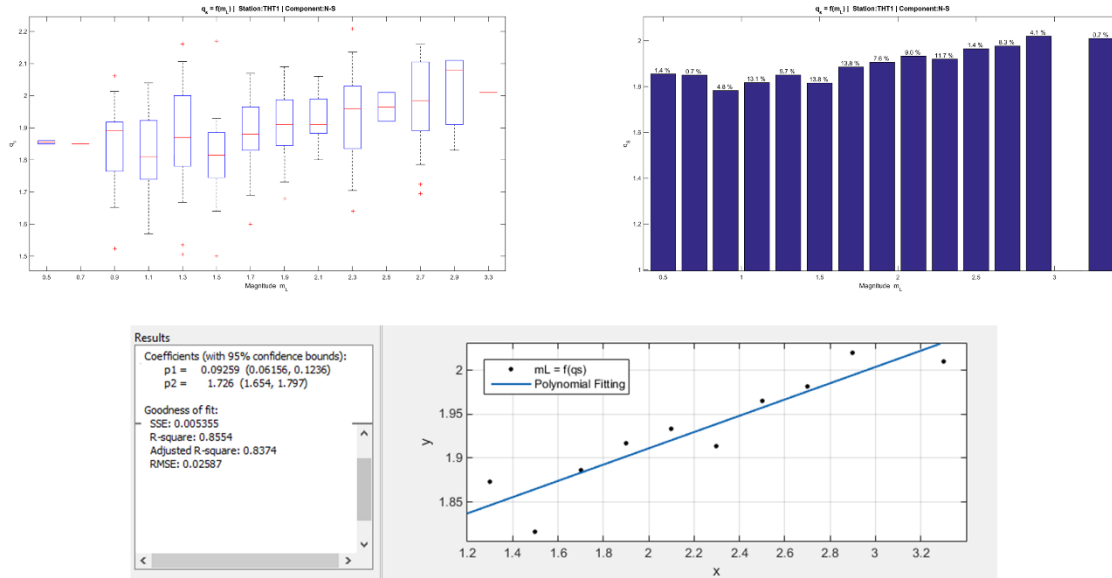 q_s = f(m_L) | Station:THT1 | Component:N-S
2.2
2.1
2
1.9
1.8
1.7
1.6
1.5
q_s
0.5 0.7 0.9 1.1 1.3 1.5 1.7 1.9 2.1 2.3 2.5 2.7 2.9 3.3
Magnitude m_L
q_s = f(m_L) | Station:THT1 | Component:N-S
1.4 % 0.7 % 4.8 % 13.1 % 9.7 % 13.8 % 13.8 % 7.6 % 9.0 % 11.7 % 1.4 % 8.3 % 4.1 % 0.7 %
2
1.8
1.6
1.4
1.2
1
q_s
0.5 1 1.5 2 2.5 3
Magnitude m_L
Results
Coefficients (with 95% confidence bounds):
p1 = 0.09259 (0.06156, 0.1236)
p2 = 1.726 (1.654, 1.797)
Goodness of fit:
SSE: 0.005355
R-square: 0.8554
Adjusted R-square: 0.8374
RMSE: 0.02587
mL = f(qs)
Polynomial Fitting
2
1.95
1.9
1.85
y
1.2 1.4 1.6 1.8 2 2.2 2.4 2.6 2.8 3 3.2
x